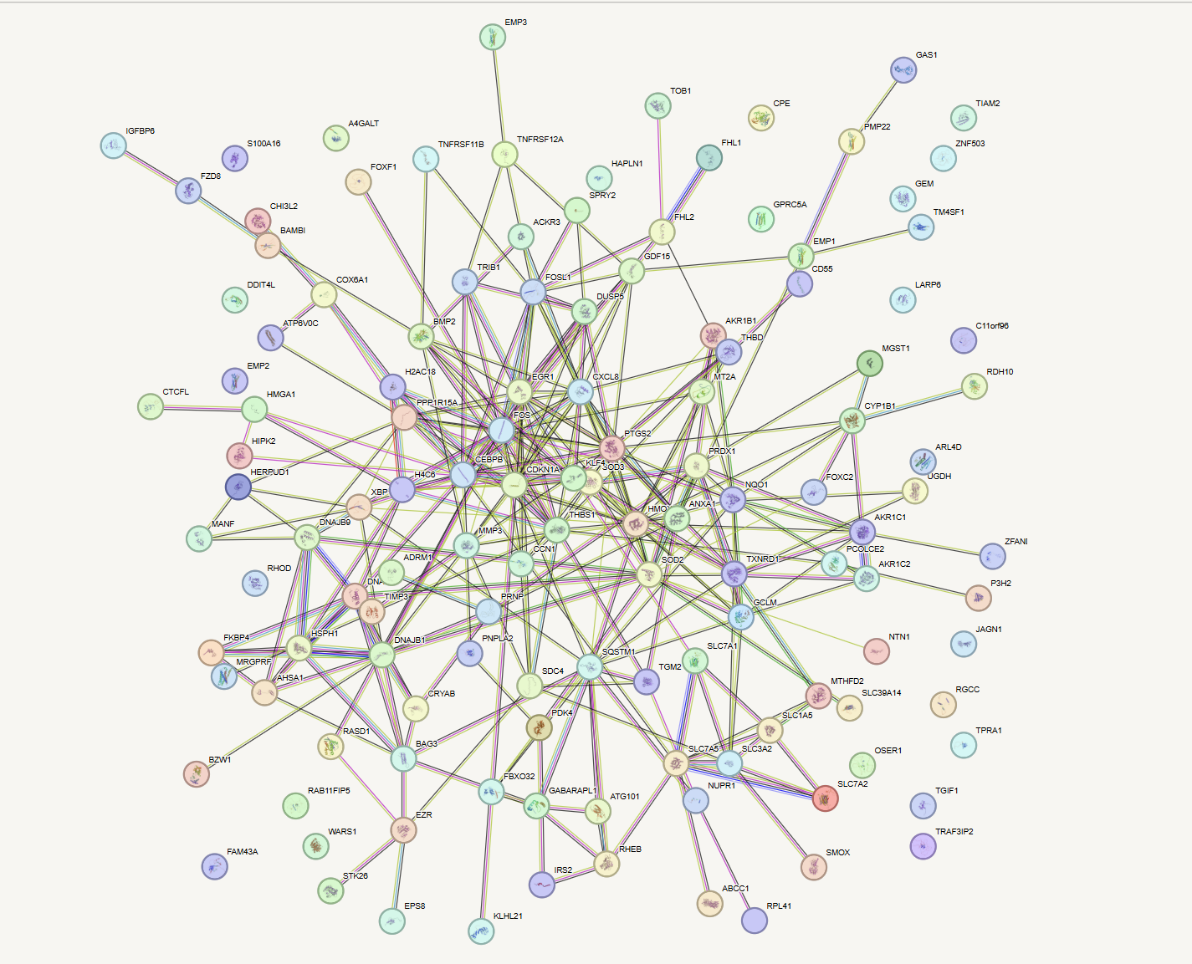 EMP3
GAS1
TOB1
CPE
TIAM2
IGFBP6
A4GALT
S100A16
TNFRSF11B
TNFRSF12A
FHL1
PMP22
ZNF503
FOXF1
HAPLN1
FZD8
SPRY2
GEM
CHI3L2
BAMBI
ACKR3
FHL2
GPRC5A
TM4SF1
EMP1
GDF15
CD55
TRIB1
FOSL1
COX6A1
DDIT4L
DUSP5
LARP6
ATP6V0C
BMP2
AKR1B1
THBD
C11orf96
MGST1
EMP2
H2AC18
EGR1
CXCL8
MT2A
RDH10
CTCFL
HMGA1
PPP1R15A
FOS
CYP1B1
HIPK2
PTGS2
PRDX1
ARL4D
HERPUD1
H4C6
CEBPB
CDKN1A
KLF4
SOD3
NQO1
FOXC2
UGDH
XBP
THBS1
HMO
ANXA1
MANF
DNAJB9
MMP3
AKR1C1
CCN1
PCOLCE2
ZFANI
RHOD
ADRM1
SOD2
TXNRD1
AKR1C2
DNA
TIMP3
PRNP
GCLM
P3H2
FKBP4
HSPH1
DNAJB1
PNPLA2
SQSTM1
SLC7A1
NTN1
JAGN1
MRGPRF
AHSA1
SDC4
TGM2
MTHFD2
SLC39A14
CRYAB
PDK4
SLC1A5
RGCC
RASD1
BAG3
SLC7A5
SLC3A2
OSER1
TPRA1
BZW1
FBXO32
GABARAPL1
ATG101
NUPR1
SLC7A2
RAB11FIP5
TGIF1
WARS1
EZR
RHEB
TRAF3IP2
FAM43A
STK26
IRS2
SMOX
EPS8
KLHL21
ABCC1
RPL41